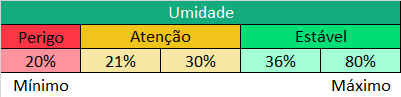 Umidade
Perigo Atenção Estável
20% 21% 30% 36% 80%
Mínimo Máximo